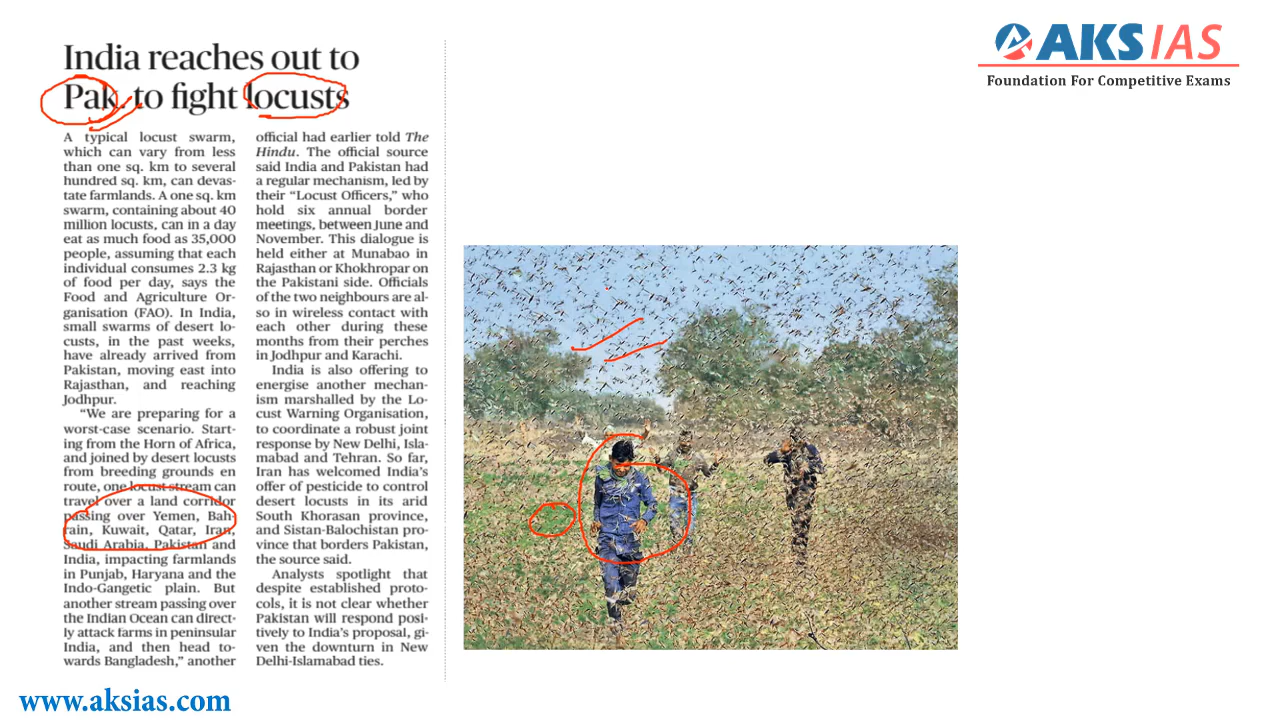 India reaches out to
Pak. to fight locusts
A typical locust swarm,
which can vary from less
than one sq. km to several
hundred sq. km, can devas-
tate farmlands. A one sq. km
swarm, containing about 40
million locusts, can in a day
eat as much food as 35,000
people, assuming that each
individual consumes 2.3 kg
of food per day, says the
Food and Agriculture Or-
ganisation (FAO). In India,
small swarms of desert lo-
custs, in the past weeks,
have already arrived from
Pakistan, moving east into
Rajasthan, and reaching
Jodhpur.
“We are preparing for a
worst-case scenario. Start-
ing from the Horn of Africa,
and joined by desert locusts
from breeding grounds en
route, one locust stream can
travel over a land corridor
passing over Yemen, Bah-
rain, Kuwait, Qatar, Iran,
Saudi Arabia, Pakistan and
India, impacting farmlands
in Punjab, Haryana and the
Indo-Gangetic plain. But
another stream passing over
the Indian Ocean can direct-
ly attack farms in peninsular
India, and then head to-
wards Bangladesh,” another
official had earlier told The
Hindu. The official source
said India and Pakistan had
a regular mechanism, led by
their “Locust Officers,” who
hold six annual border
meetings, between June and
November. This dialogue is
held either at Munabao in
Rajasthan or Khokhropar on
the Pakistani side. Officials
of the two neighbours are al-
so in wireless contact with
each other during these
months from their perches
in Jodhpur and Karachi.
India is also offering to
energise another mechan-
ism marshalled by the Lo-
cust Warning Organisation,
to coordinate a robust joint
response by New Delhi, Isla-
mabad and Tehran. So far,
Iran has welcomed India’s
offer of pesticide to control
desert locusts in its arid
South Khorasan province,
and Sistan-Balochistan pro-
vince that borders Pakistan,
the source said.
Analysts spotlight that
despite established proto-
cols, it is not clear whether
Pakistan will respond posi-
tively to India’s proposal, gi-
ven the downturn in New
Delhi-Islamabad ties.
AKS IAS
Foundation For Competitive Exams
www.aksias.com